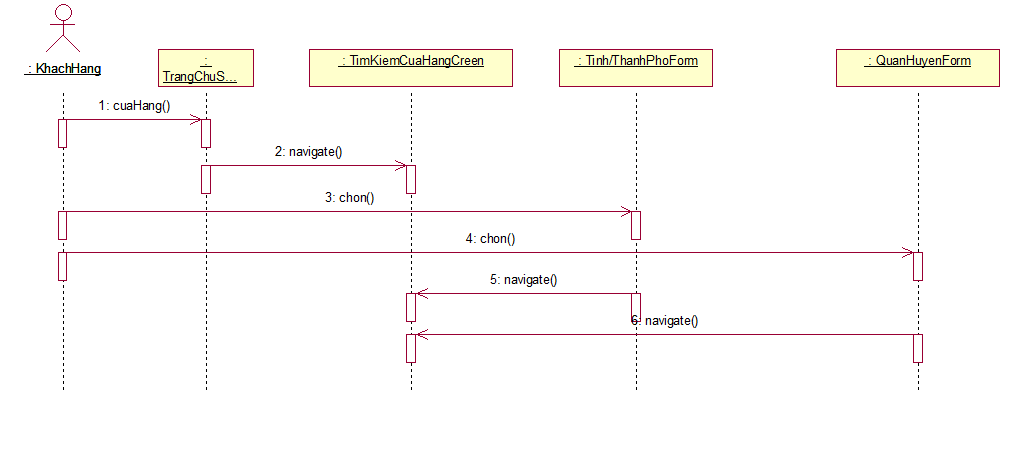 : KhachHang
:
TrangChuS...
: TimKiemCuaHangCreen
: Tinh/ThanhPhoForm
: QuanHuyenForm
1: cuaHang()
2: navigate()
3: chon()
4: chon()
5: navigate()
6: navigate()